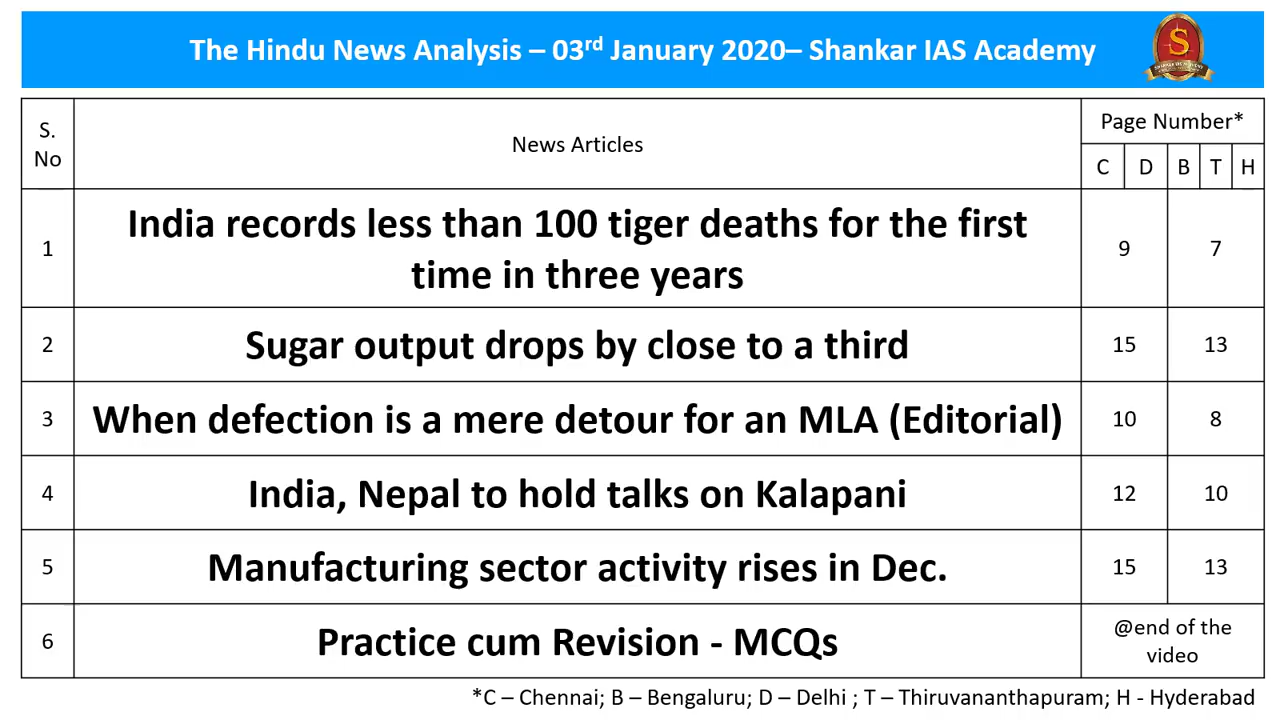 The Hindu News Analysis – 03rd January 2020– Shankar IAS Academy
S
S.
No
News Articles
Page Number*
C D B T H
1
India records less than 100 tiger deaths for the first
time in three years
9 7
2 Sugar output drops by close to a third 15 13
3 When defection is a mere detour for an MLA (Editorial) 10 8
4 India, Nepal to hold talks on Kalapani 12 10
5 Manufacturing sector activity rises in Dec. 15 13
6 Practice cum Revision - MCQs
@end of the
video
*C – Chennai; B – Bengaluru; D – Delhi ; T – Thiruvananthapuram; H - Hyderabad